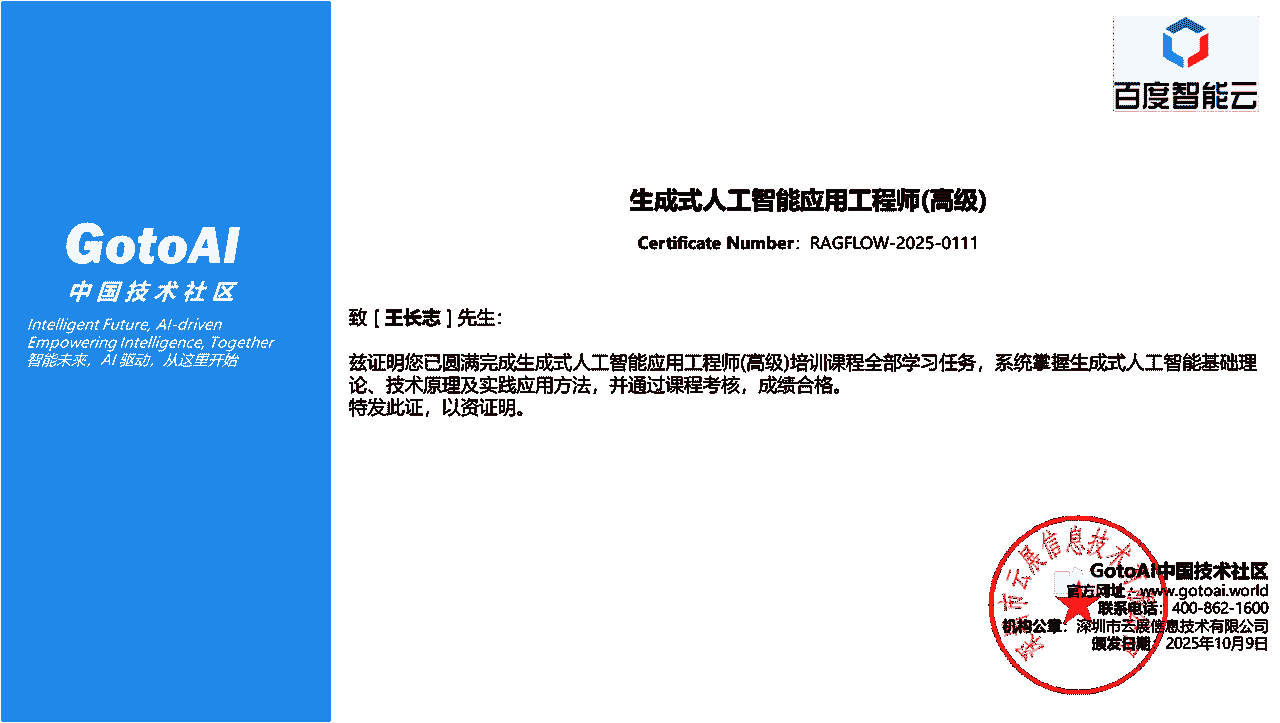 百度智能云
GotoAI
中国技术社区
Intelligent Future, AI-driven
Empowering Intelligence, Together
智能未来，AI 驱动，从这里开始
生成式人工智能应用工程师(高级)
Certificate Number：RAGFLOW-2025-0111
致 [ 王长志 ] 先生：
兹证明您已圆满完成生成式人工智能应用工程师(高级)培训课程全部学习任务，系统掌握生成式人工智能基础理
论、技术原理及实践应用方法，并通过课程考核，成绩合格。
特发此证，以资证明。
GotoAI中国技术社区
官方网址：www.gotoai.world
联系电话：400-862-1600
机构公章：深圳市云展信息技术有限公司
颁发日期：2025年10月9日
市云展信息技术